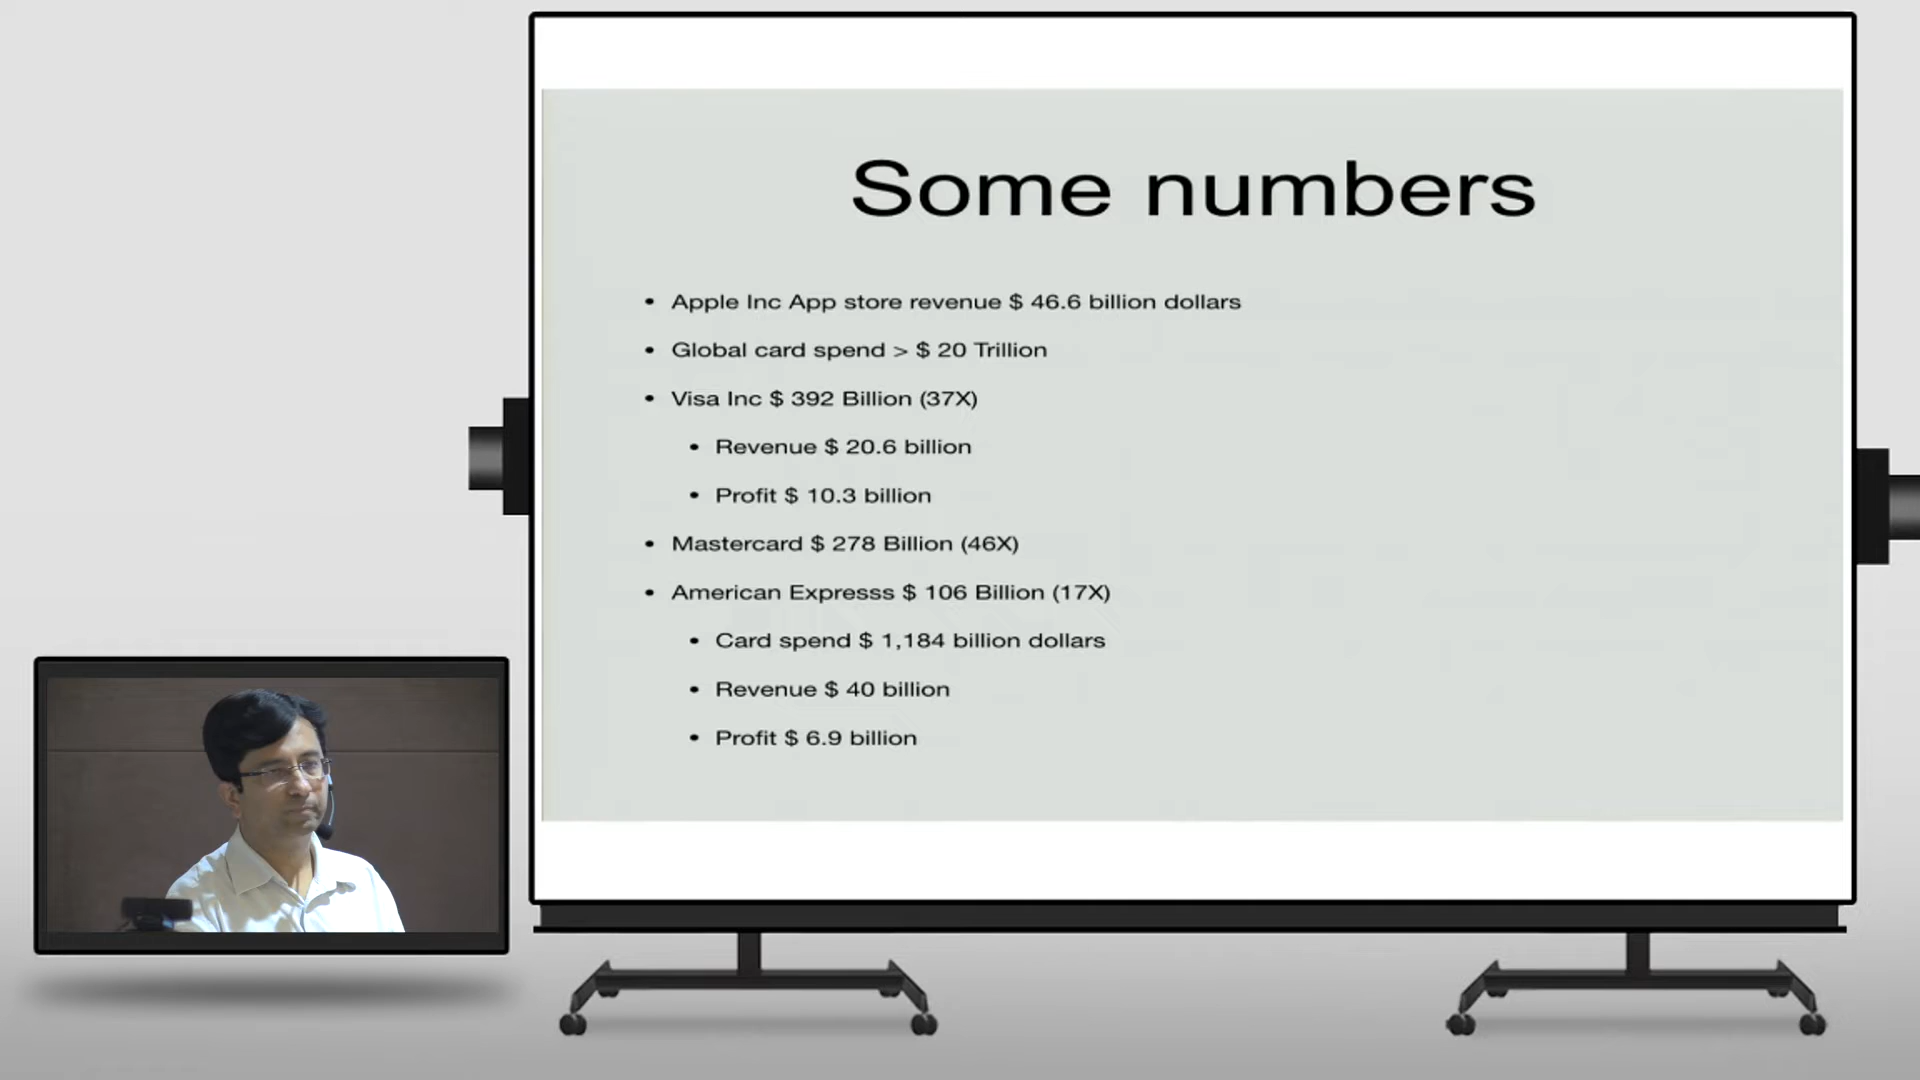 Some numbers
• Apple Inc App store revenue $ 46.6 billion dollars
• Global card spend > $ 20 Trillion
• Visa Inc $ 392 Billion (37X)
• Revenue $ 20.6 billion
• Profit $ 10.3 billion
• Mastercard $ 278 Billion (46X)
• American Expresss $ 106 Billion (17X)
• Card spend $ 1,184 billion dollars
• Revenue $ 40 billion
• Profit $ 6.9 billion